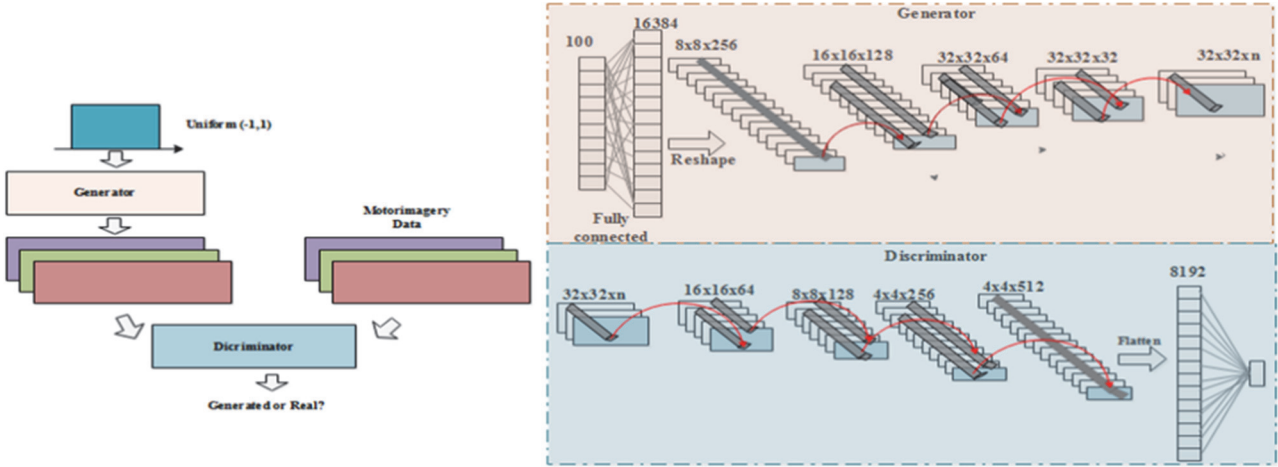 Uniform (-1,1)
Generator
Motorimagery
Data
Dicriminator
Generated or Real?
Generator
100
16384
8x8x256
16x16x128
32x32x64
32x32x32
32x32xn
Reshape
Fully
connected
Discriminator
32x32xn
16x16x64
8x8x128
4x4x256
4x4x512
8192
Flatten